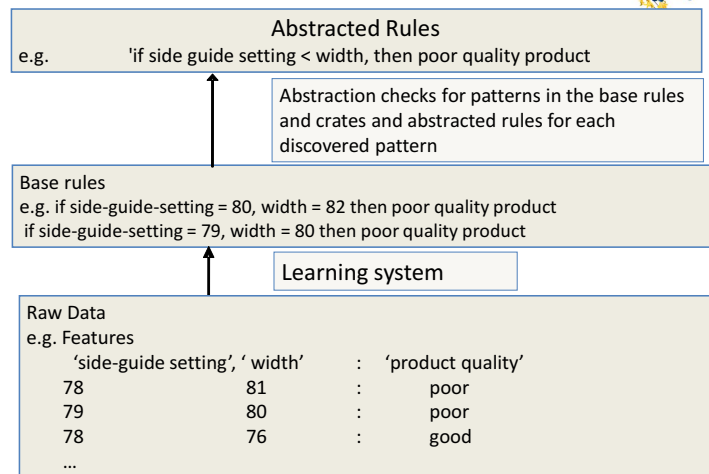 Abstracted Rules
e.g. 'if side guide setting < width, then poor quality product
Abstraction checks for patterns in the base rules
and crates and abstracted rules for each
discovered pattern
Base rules
e.g. if side-guide-setting = 80, width = 82 then poor quality product
if side-guide-setting = 79, width = 80 then poor quality product
Learning system
Raw Data
e.g. Features
‘side-guide setting’, ‘ width’ : ‘product quality’
78 81 : poor
79 80 : poor
78 76 : good
…